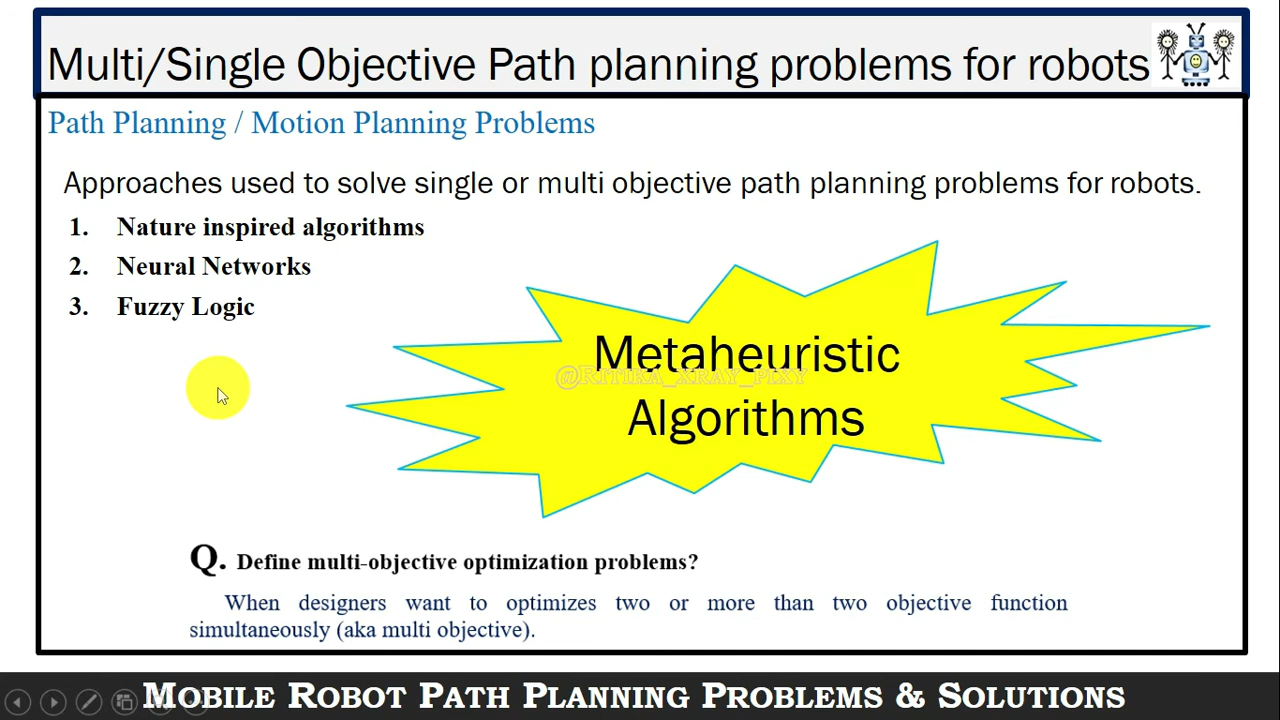 Multi/Single Objective Path planning problems for robots
Path Planning / Motion Planning Problems
Approaches used to solve single or multi objective path planning problems for robots.
1. Nature inspired algorithms
2. Neural Networks
3. Fuzzy Logic
Metaheuristic
@RITIKA_XRAY_PIXY
Algorithms
Q. Define multi-objective optimization problems?
When designers want to optimizes two or more than two objective function
simultaneously (aka multi objective).
MOBILE ROBOT PATH PLANNING PROBLEMS & SOLUTIONS